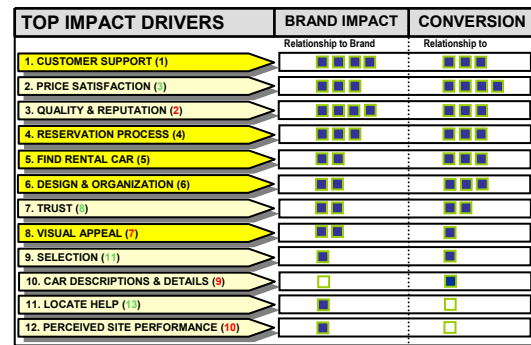 TOP IMPACT DRIVERS
BRAND IMPACT
CONVERSION
Relationship to Brand
Relationship to
1. CUSTOMER SUPPORT (1)
2. PRICE SATISFACTION (3)
3. QUALITY & REPUTATION (2)
4. RESERVATION PROCESS (4)
5. FIND RENTAL CAR (5)
6. DESIGN & ORGANIZATION (6)
7. TRUST (8)
8. VISUAL APPEAL (7)
9. SELECTION (11)
10. CAR DESCRIPTIONS & DETAILS (9)
11. LOCATE HELP (13)
12. PERCEIVED SITE PERFORMANCE (10)